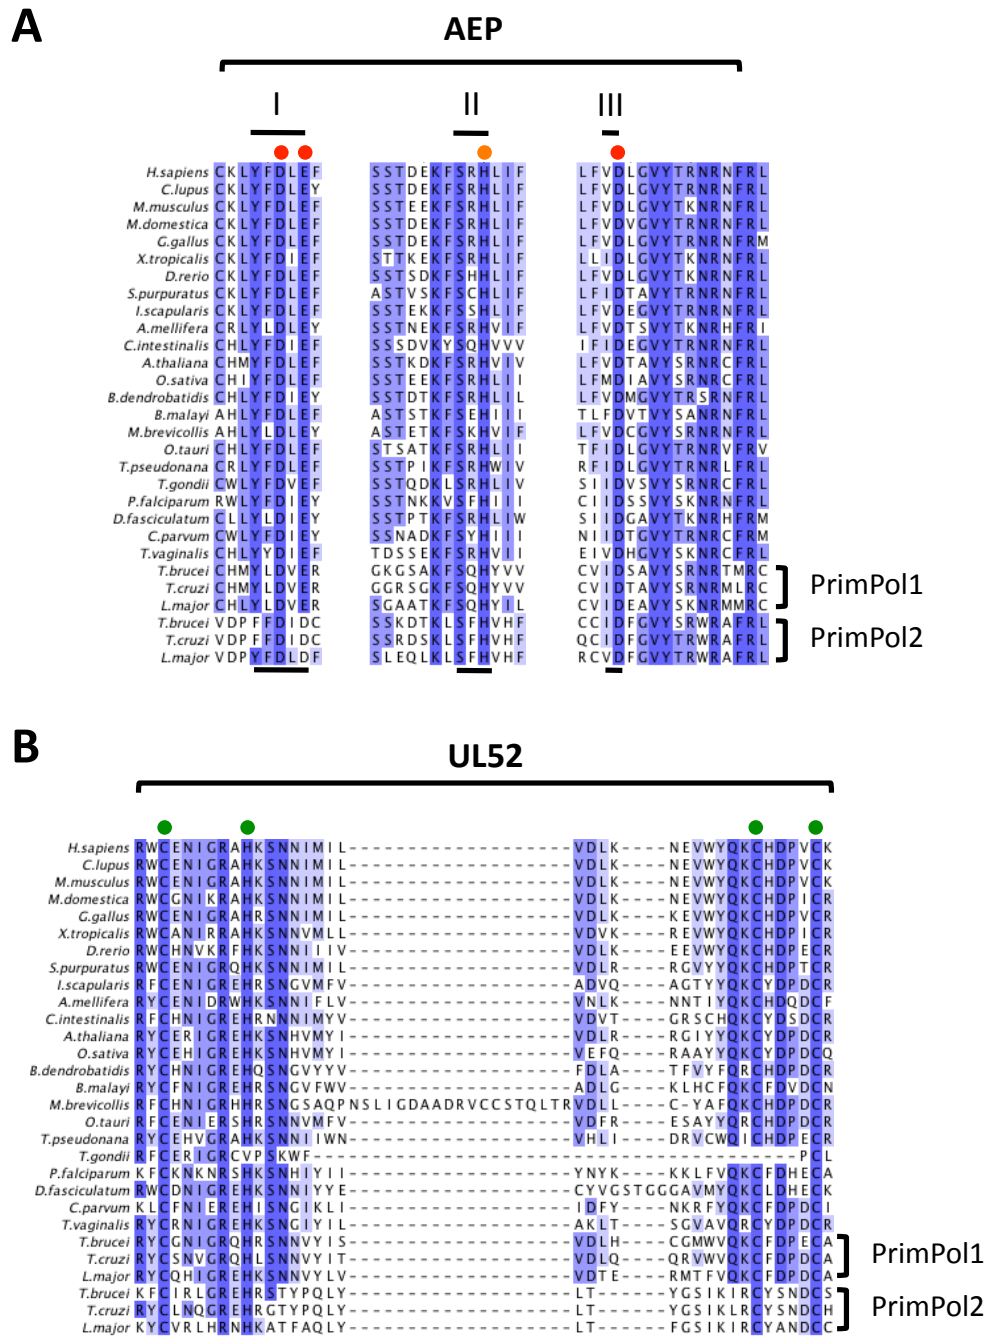 A
AEP
I II III
H.sapiens CKLYFDLEF SSTDEKFSRHLIF LFVDLGVYTRNRNFRL
C.lupus CKLYFDLEY SSTDEKFSRHLIF LFVDLGVYTRNRNFRL
M.musculus CKLYFDLEF SSTEEKFSRHLIF LFVDLGVYTKNRNFRL
M.domestica CKLYFDLEF SSTDEKFSRHLIF LFVDVGVYTRNRNFRL
G.gallus CKLYFDLEF SSTDEKFSRHLIF LFVDLGVYTRNRNFRM
X.tropicalis CKLYFDIEF STTKEKFSRHLIF LLIDLGVYTKNRNFRL
D.rerio CKLYFDLEF SSTSDKFSHHLIF LFVDLGVYTKNRNFRL
S.purpuratus CKLYFDLEF ASTVSKFSCHLIF LFIDTAVYTRNRNFRL
I.scapularis CKLYFDLEF SSTEKKFSSHLIF LFVDTGVYTRNRNFRL
A.mellifera CRLYLDLEY SSTNEKFSRHVIF LFVDTSVYTKNRHFRI
C.intestinalis CHLYFDIEF SSSDVKYSQHVVV IFIDEGVYTRNRNFRL
A.thaliana CHMYFDLEF SSTKDKFSRHVIV LFVDTAVYSRNRCFRL
O.sativa CHIYFDLEF SSTEEKFSRHLII LFMDIAVYSRNRCFRL
B.dendrobatidis CHLYFDIEY SSTDTKFSRHLIL LFVDMGVYTRSRNFRL
B.malayi AHLYFDLEF ASTSTKFSEHIII TLFDVTVYSANRNFRL
M.brevicollis AHLYLDLEY ASTETKFSKHVIF LFVDCGVYSRNRNFRL
O.tauri CHLYFDLEF STSATKFSRHLII TFIDLGVYSRNRVFRV
T.pseudonana CRLYFDLEF SSTPIKFSRHWIV RFIDLGVYSRNRLFRL
T.gondii CWLYFDVEF SSTQDKLSRHLIV SIIDVSVYSRNRCFRL
P.falciparum RWLYFDIEY SSTNKKVSFHIII CIIDSSVYSKNRNFRL
D.fasciculatum CLLYLDIEY SSTPTKFSRHLIW SIIDGAVYTKNRHFRM
C.parvum CWLYFDIEY SSNADKFSYHIII NIIDTGVYSRNRCFRM
T.vaginalis CHLYYDIEF TDSSEKFSRHVII EIVDHGVYSKNRCFRL
T.brucei CHMYLDVER GKGSAKFSQHYVV CVIDSAVYSRNRTMRC
T.cruzi CHMYLDVER GGRSGKFSQHYVV CVIDTAVYSRNRMLRC
PrimPol1
L.major CHLYLDVER SGAATKFSQHYIL CVIDEAVYSKNRMMRC
T.brucei VDPFFDIDC SSKDTKLSFHVHF CCIDFGVYSRWRAFRL
T.cruzi VDPFFDIDC SSRDSKLSFHVHF QCIDFGVYTRWRAFRL
PrimPol2
L.major VDPYFDLDF SLEQLKLSFHVHF RCVDFGVYTRWRAFRL
B
UL52
H.sapiens RWCENIGRAHKSNNIMIL----------------------VDLK-----NEVWYQKCHDPVCK
C.lupus RWCENIGRAHKSNNIMIL----------------------VDLK-----NEVWYQKCHDPVCK
M.musculus RWCENIGRAHKSNNIMIL----------------------VDLK-----NEVWYQKCHDPVCK
M.domestica RWCGNIKRAHKSNNIMIL----------------------VDLK-----NEVWYQKCHDPICR
G.gallus RWCENIGRAHRSNNIMIL----------------------VDLK-----KEVWYQKCHDPVCR
X.tropicalis RWCANIRRAHKSNNVMLL----------------------VDVK-----REVWYQKCHDPICR
D.rerio RWCHNVKRFHKSNNIIIV----------------------VDLK-----EEVWYQKCHDPECR
S.purpuratus RWCENIGRQHKSNNIMIL----------------------VDLR-----RGVYYQKCHDPTCR
I.scapularis RFCENIGREHRSNGVMFV----------------------ADVQ-----AGTYYQKCYDPDCR
A.mellifera RYCENIDRWHKSNNIFLV----------------------VNLK-----NNTIYQKCHDQDCF
C.intestinalis RFCHNIGREHRNNNIMYV----------------------VDVT-----GRSCHQKCYDSDCR
A.thaliana RYCERIGREHKSNHVMYI----------------------VDLR-----RGIYYQKCYDPDCR
O.sativa RYCEHIGREHKSNHVMYI----------------------VEFQ-----RAAYYQKCYDPDCQ
B.dendrobatidis RYCHNIGREHQSNGVYYV----------------------FDLA-----TFVYFQRCHDPDCR
B.malayi RYCFNIGREHRSNGVFWV----------------------ADLG-----KLHCFQKCFDVDCN
M.brevicollis RFCHNIGRHHRSNGSAQPNSLIGDAADRVCCSTQLTRVDLL-----C-YAFQKCHDPDCR
O.tauri RFCENIERSHRSNNVMFV----------------------VDFR-----ESAYYQRCHDPDCR
T.pseudonana RYCEHVGRAHKSNNIIWN----------------------VHLI-----DRVCWQICHDPECR
T.gondii RFCERIGRCVPSKWF------------------------------------------PCL
P.falciparum KFCKNKNRSHKSNHIYII----------------------YNYK-----KKLFVQKCFDHECA
D.fasciculatum RWCDNIGREHKSNNIYYE----------------------CYVGSTGGGAVMYQKCLDHECK
C.parvum KLCFNIEREHISNGIKLI----------------------IDFY-----NKRFYQKCFDPDCI
T.vaginalis RYCRNIGREHKSNGIYIL----------------------AKLT-----SGVAVQRCYDPDCR
T.brucei RYCGNIGRQHRSNNVYIS----------------------VDLH-----CGMWVQKCFDPECA
T.cruzi RYCSNVGRQHLSNNVYIT----------------------VDLQ-----QRVWVQKCFDPDCA
PrimPol1
L.major RYCQHIGREHKSNNVYLV----------------------VDTE-----RMTFVQKCFDPDCA
T.brucei KFCIRLGREHRSTYPQLY----------------------LT-----YGSIKIRCYSNDCS
T.cruzi RYCLNQGREHRGTYPQLY----------------------LT-----YGSIKLRCYSNDCH
PrimPol2
L.major KYCVRLHRNHKATFAQLY----------------------LT-----FGSIKIRCYANDCC